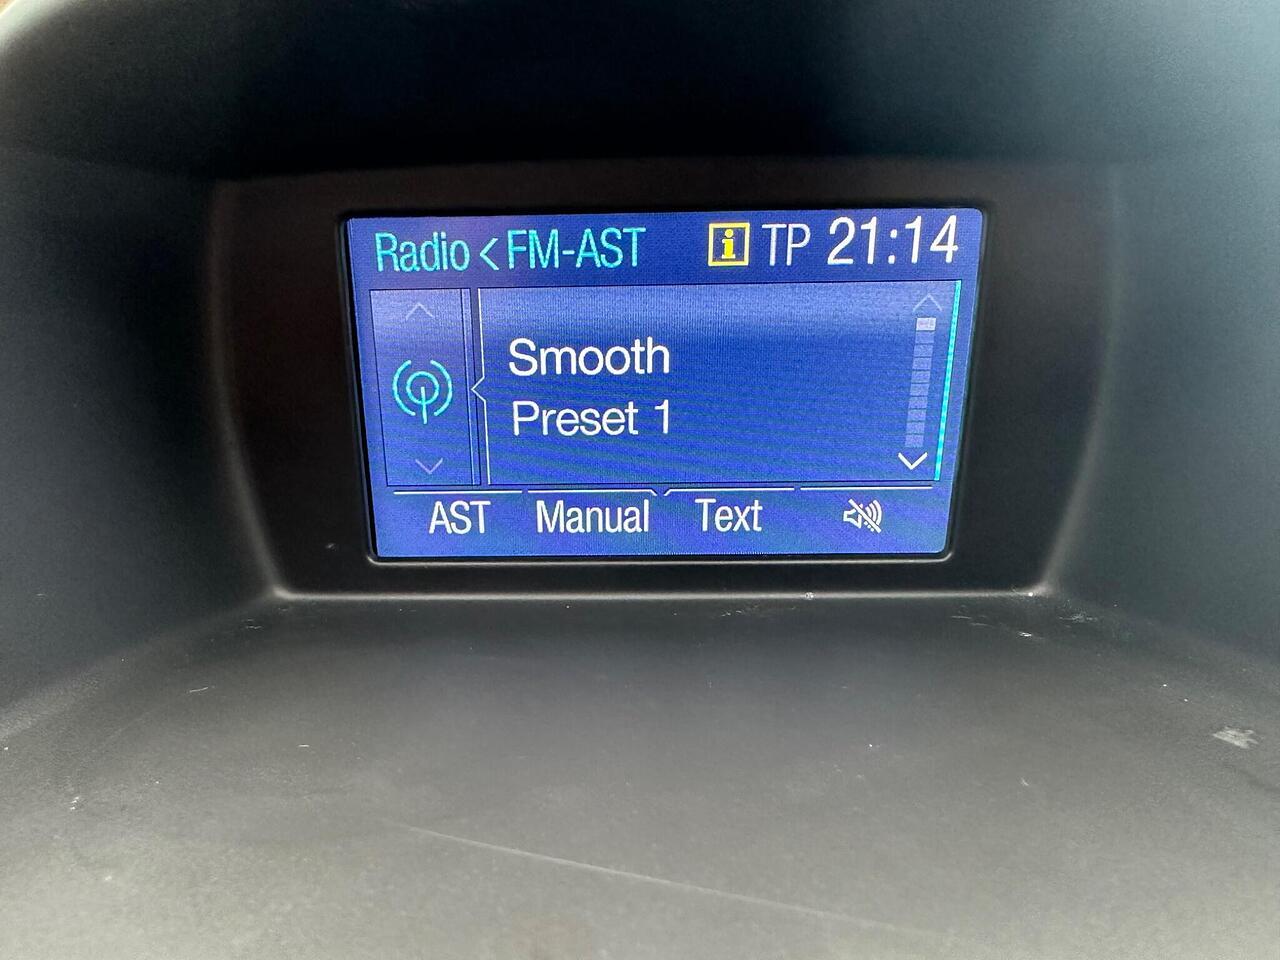 Radio < FM-AST i TP 21:14
Smooth
Preset 1
AST Manual Text